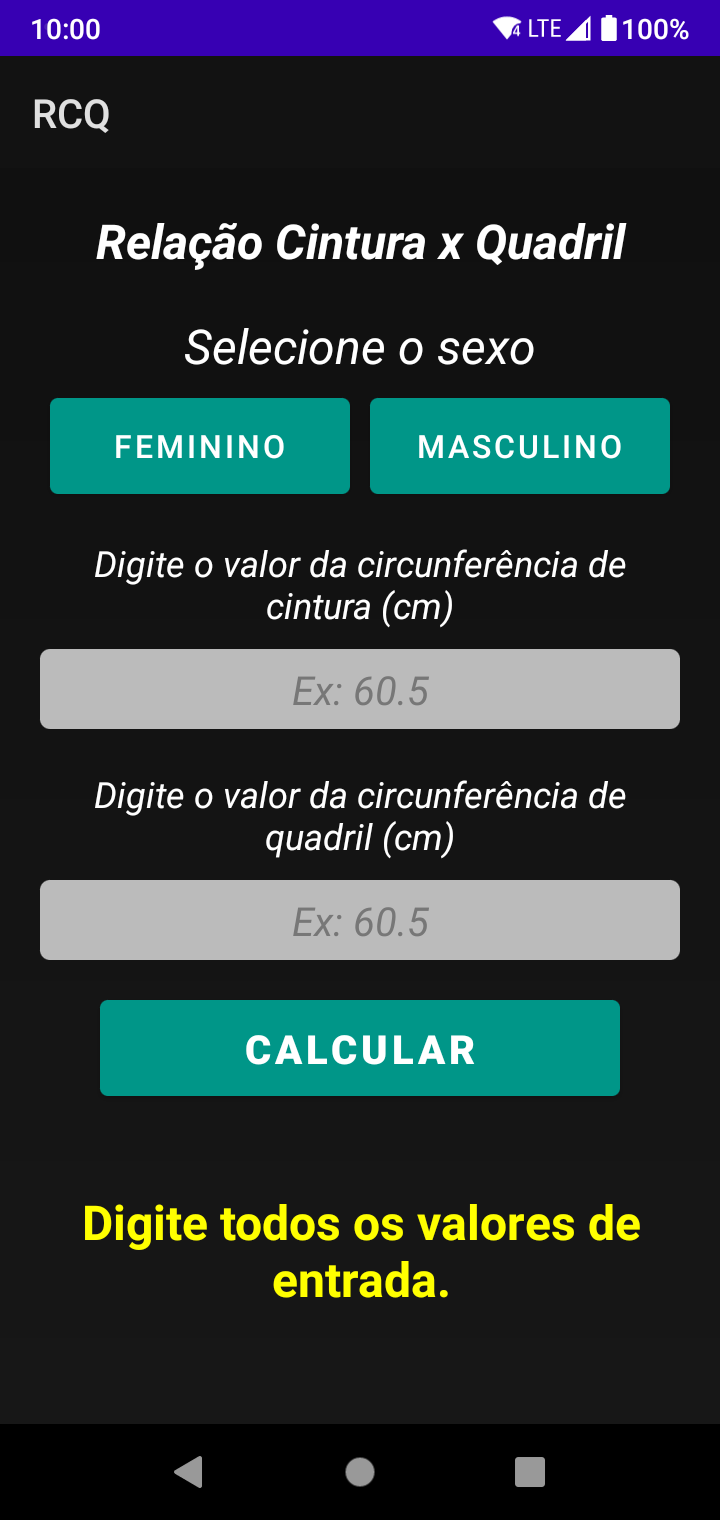 10:00 LTE 100%
RCQ
Relação Cintura x Quadril
Selecione o sexo
FEMININO MASCULINO
Digite o valor da circunferência de
cintura (cm)
Ex: 60.5
Digite o valor da circunferência de
quadril (cm)
Ex: 60.5
CALCULAR
Digite todos os valores de
entrada.